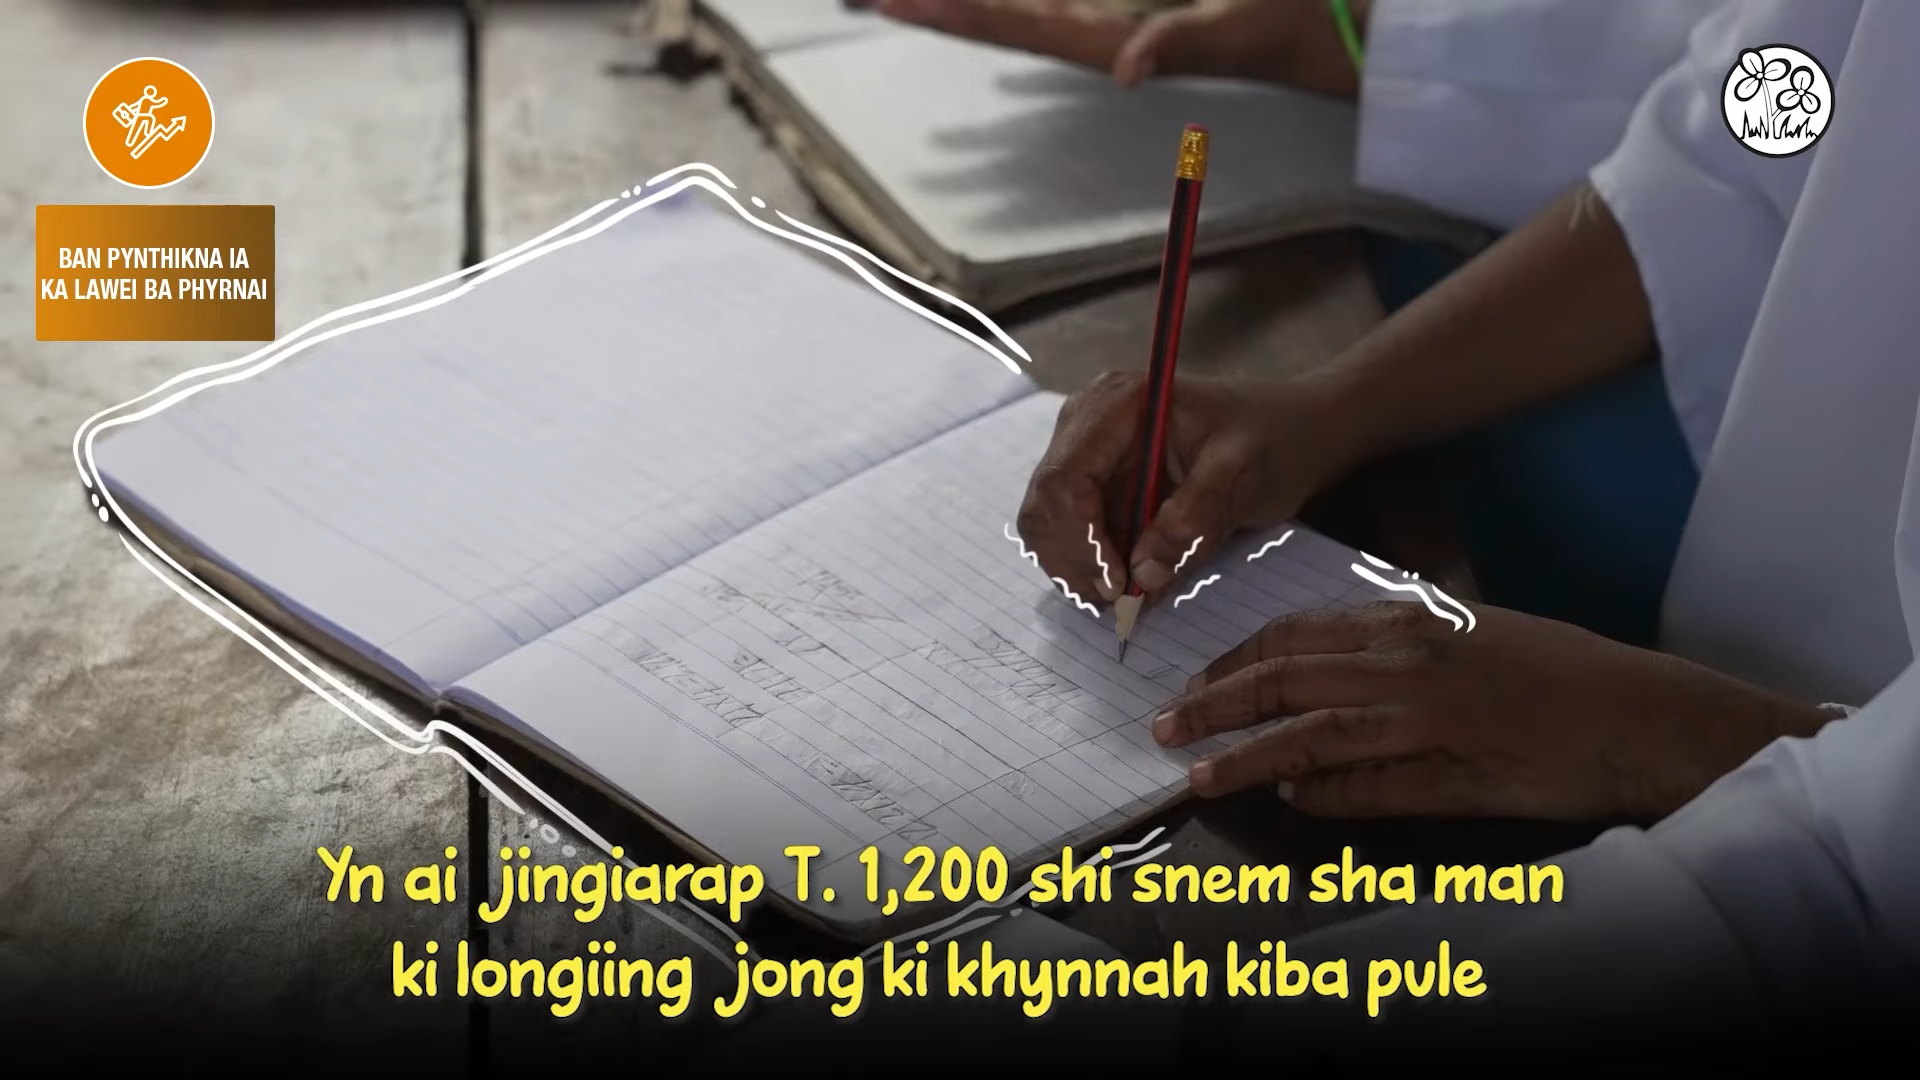 BAN PYNTHIKNA IA
KA LAWEI BA PHYRNAI
Yn ai jingiarap T. 1,200 shi snem sha man
ki longiing jong ki khynnah kiba pule